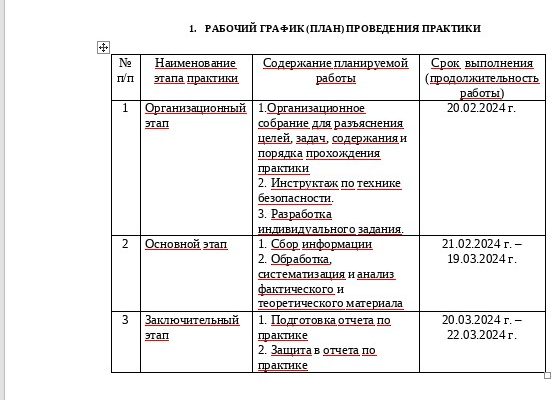 1. РАБОЧИЙ ГРАФИК (ПЛАН) ПРОВЕДЕНИЯ ПРАКТИКИ
№ п/п
Наименование этапа практики
Содержание планируемой работы
Срок выполнения (продолжительность работы)
1
Организационный
этап
1.Организационное
собрание для разъяснения
целей, задач, содержания и
порядка прохождения
практики
2. Инструктаж по технике
безопасности.
3. Разработка
индивидуального задания.
20.02.2024 г.
2
Основной этап
1. Сбор информации
2. Обработка,
систематизация и анализ
фактического и
теоретического материала
21.02.2024 г. –
19.03.2024 г.
3
Заключительный
этап
1. Подготовка отчета по
практике
2. Защита в отчета по
практике
20.03.2024 г. –
22.03.2024 г.